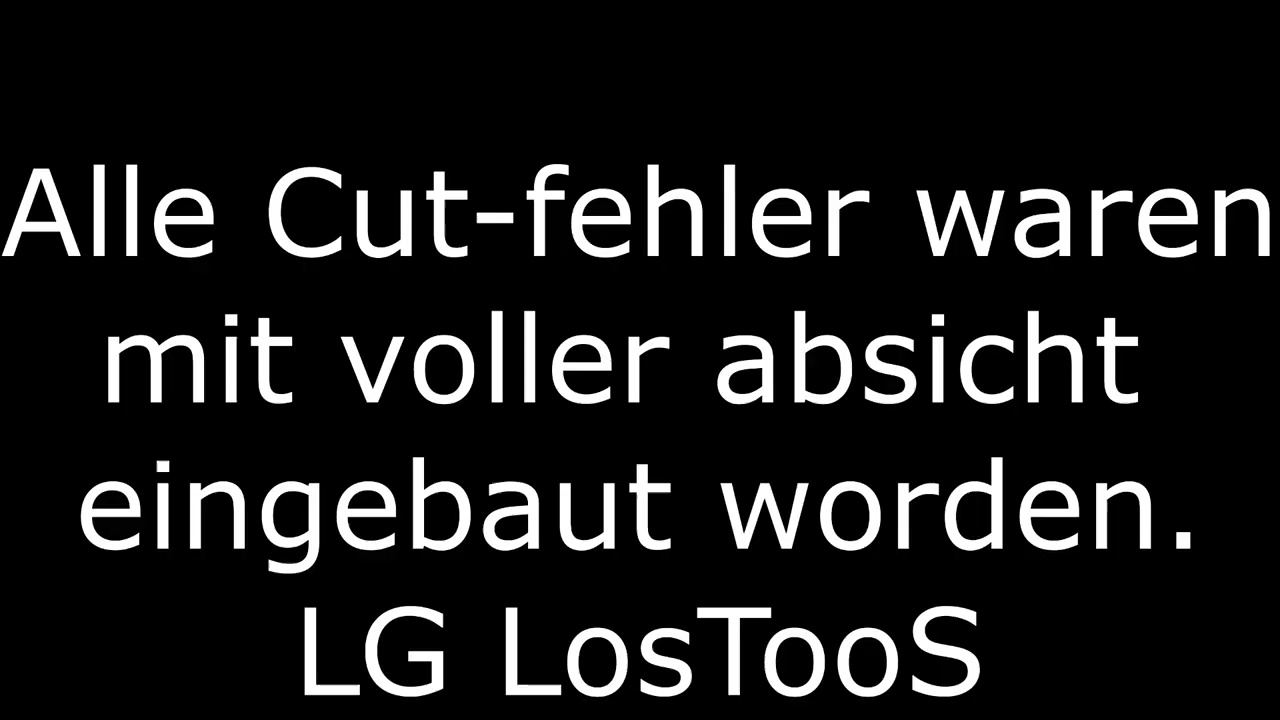 Alle Cut-fehler waren
mit voller absicht
eingebaut worden.
LG LosTooS